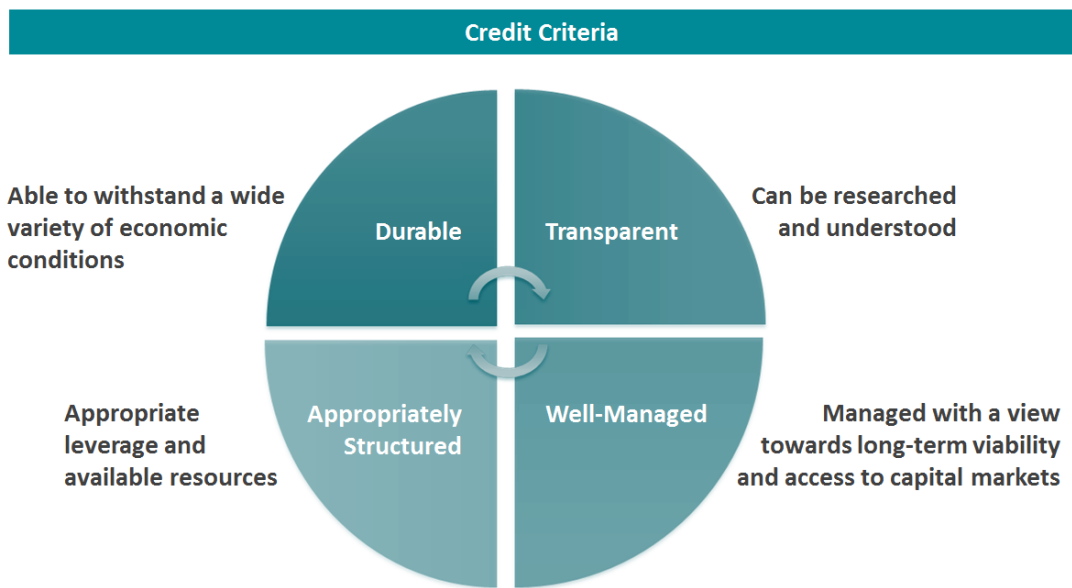 Credit Criteria
Able to withstand a wide
variety of economic
conditions
Durable
Transparent
Can be researched
and understood
Appropriate
leverage and
available resources
Appropriately
Structured
Well-Managed
Managed with a view
towards long-term viability
and access to capital markets